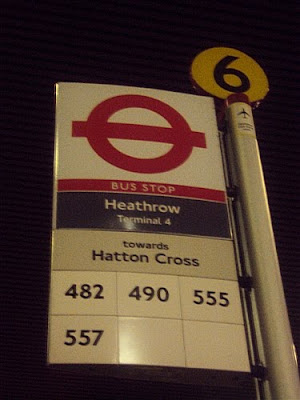 6
BUS STOP
Heathrow
Terminal 4
towards
Hatton Cross
482 490 555
557